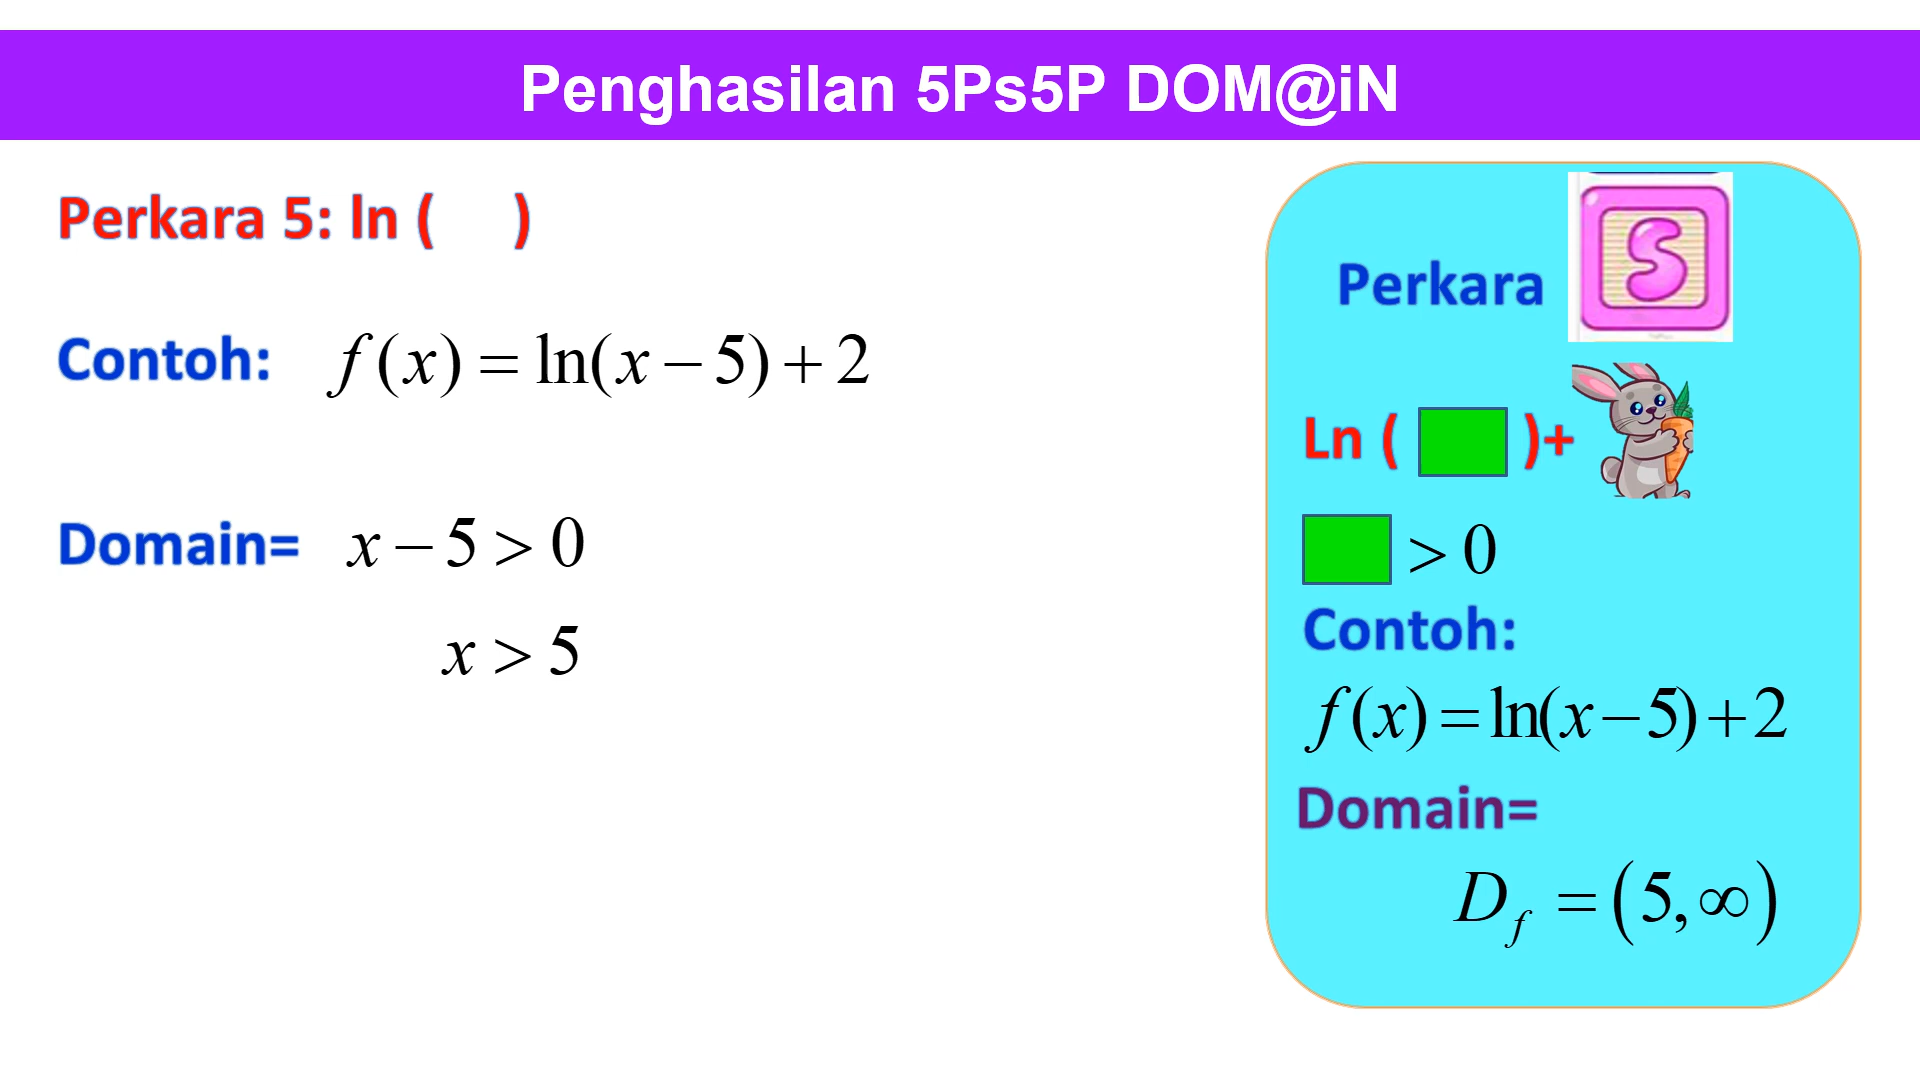 Penghasilan 5Ps5P DOM@iN
Perkara 5: ln ( )
Contoh: f(x) = ln(x − 5) + 2
Domain= x − 5 > 0
x > 5
Perkara 5
Ln ( )+
> 0
Contoh:
f(x) = ln(x − 5) + 2
Domain=
D_f = (5, ∞)